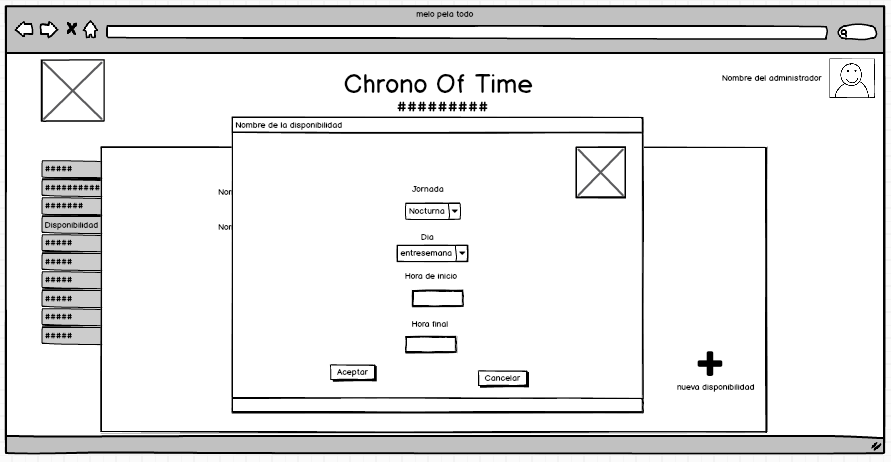 melo pela todo
Nombre del administrador
Chrono Of Time
#########
Nombre de la disponibilidad
#####
##########
#######
Disponibilidad
#####
#####
#####
#####
#####
#####
Nor
Nor
Jornada
Nocturna
Dia
entresemana
Hora de inicio
Hora final
Aceptar
Cancelar
nueva disponibilidad